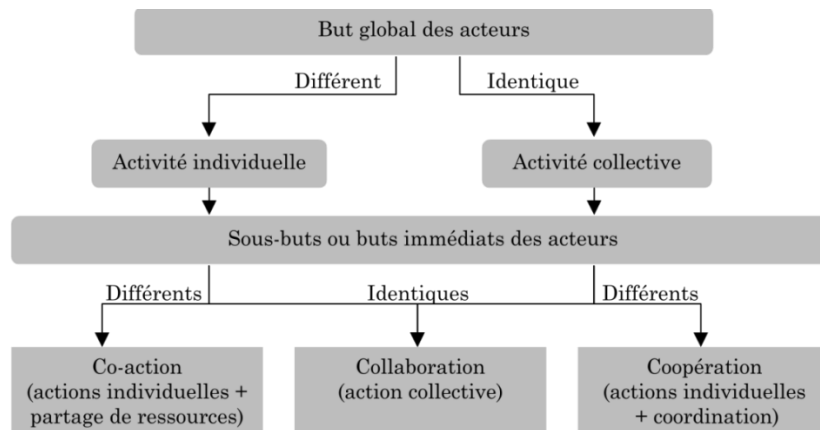 But global des acteurs
Différent
Identique
Activité individuelle
Activité collective
Sous-buts ou buts immédiats des acteurs
Différents
Identiques
Différents
Co-action
(actions individuelles +
partage de ressources)
Collaboration
(action collective)
Coopération
(actions individuelles
+ coordination)